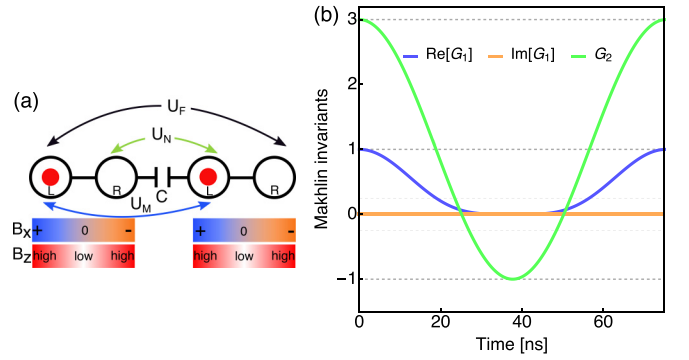 (a)
U_F
U_N
L
R
C
L
R
U_M
B_X + 0 - + 0 -
B_Z high low high high low high
(b)
Makhlin invariants
3
2
1
0
−1
Re[G_1] Im[G_1] G_2
0 20 40 60
Time [ns]